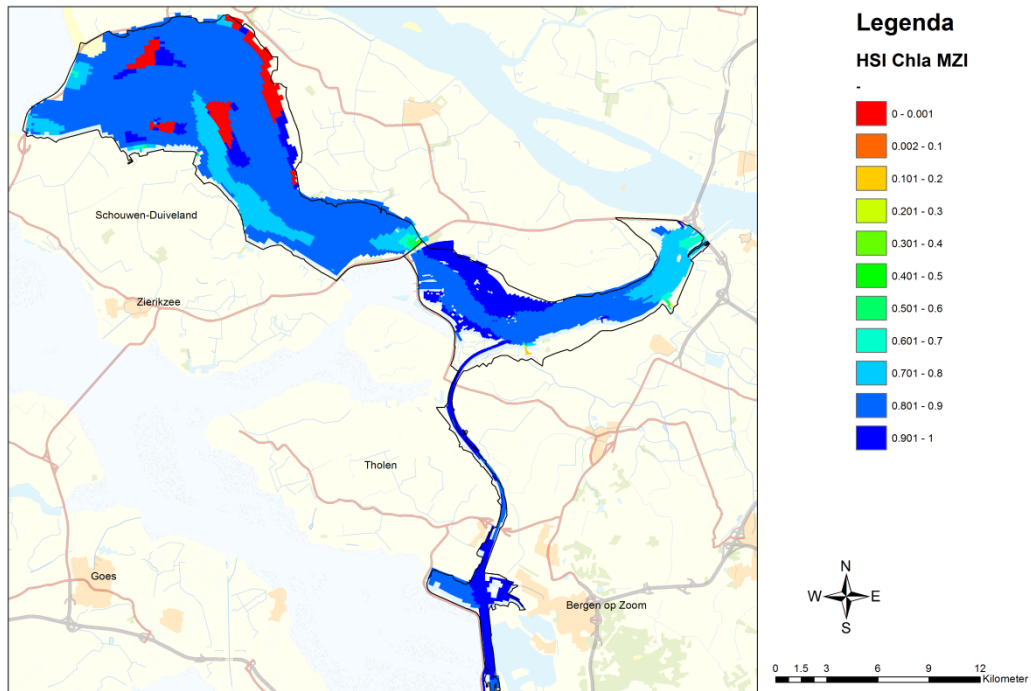 Legenda
HSI Chla MZI
-
0 - 0.001
0.002 - 0.1
0.101 - 0.2
0.201 - 0.3
0.301 - 0.4
0.401 - 0.5
0.501 - 0.6
0.601 - 0.7
0.701 - 0.8
0.801 - 0.9
0.901 - 1
Schouwen-Duiveland
Zierikzee
Tholen
Goes
Bergen op Zoom
N
W E
S
0 1.5 3 6 9 12
Kilometer